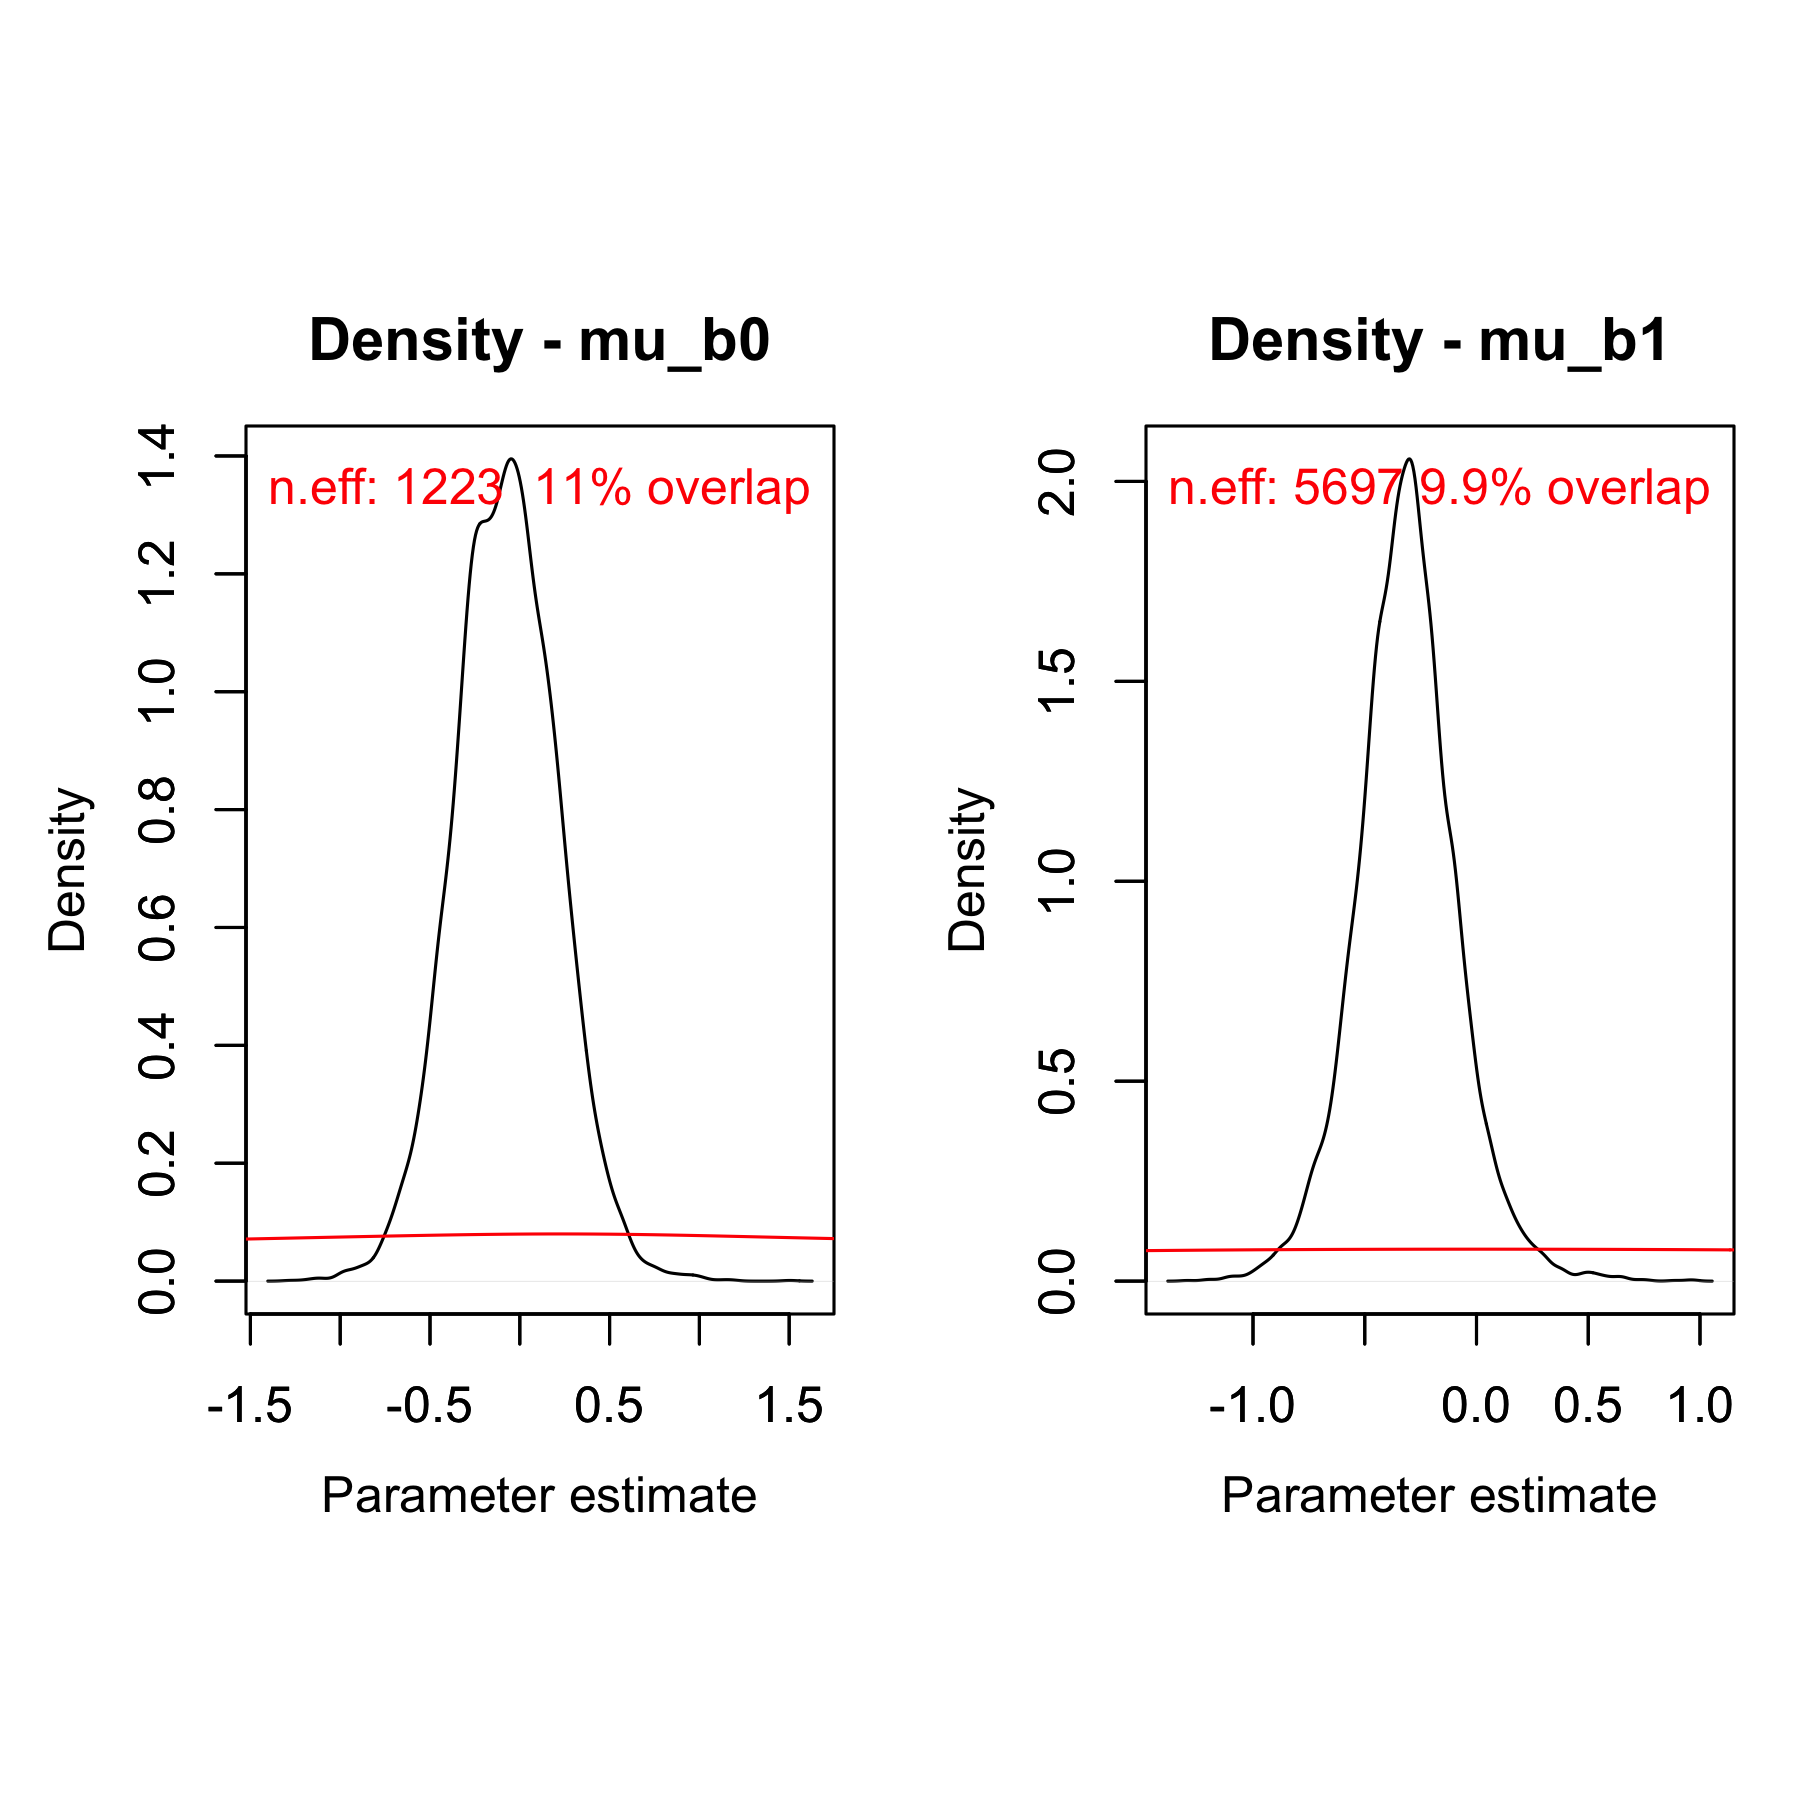 Density - mu_b0
n.eff: 1223 11% overlap
1.4
1.2
1.0
0.8
0.6
0.4
0.2
0.0
Density
-1.5 -0.5 0.5 1.5
Parameter estimate
Density - mu_b1
n.eff: 5697 9.9% overlap
2.0
1.5
1.0
0.5
0.0
Density
-1.0 0.0 0.5 1.0
Parameter estimate